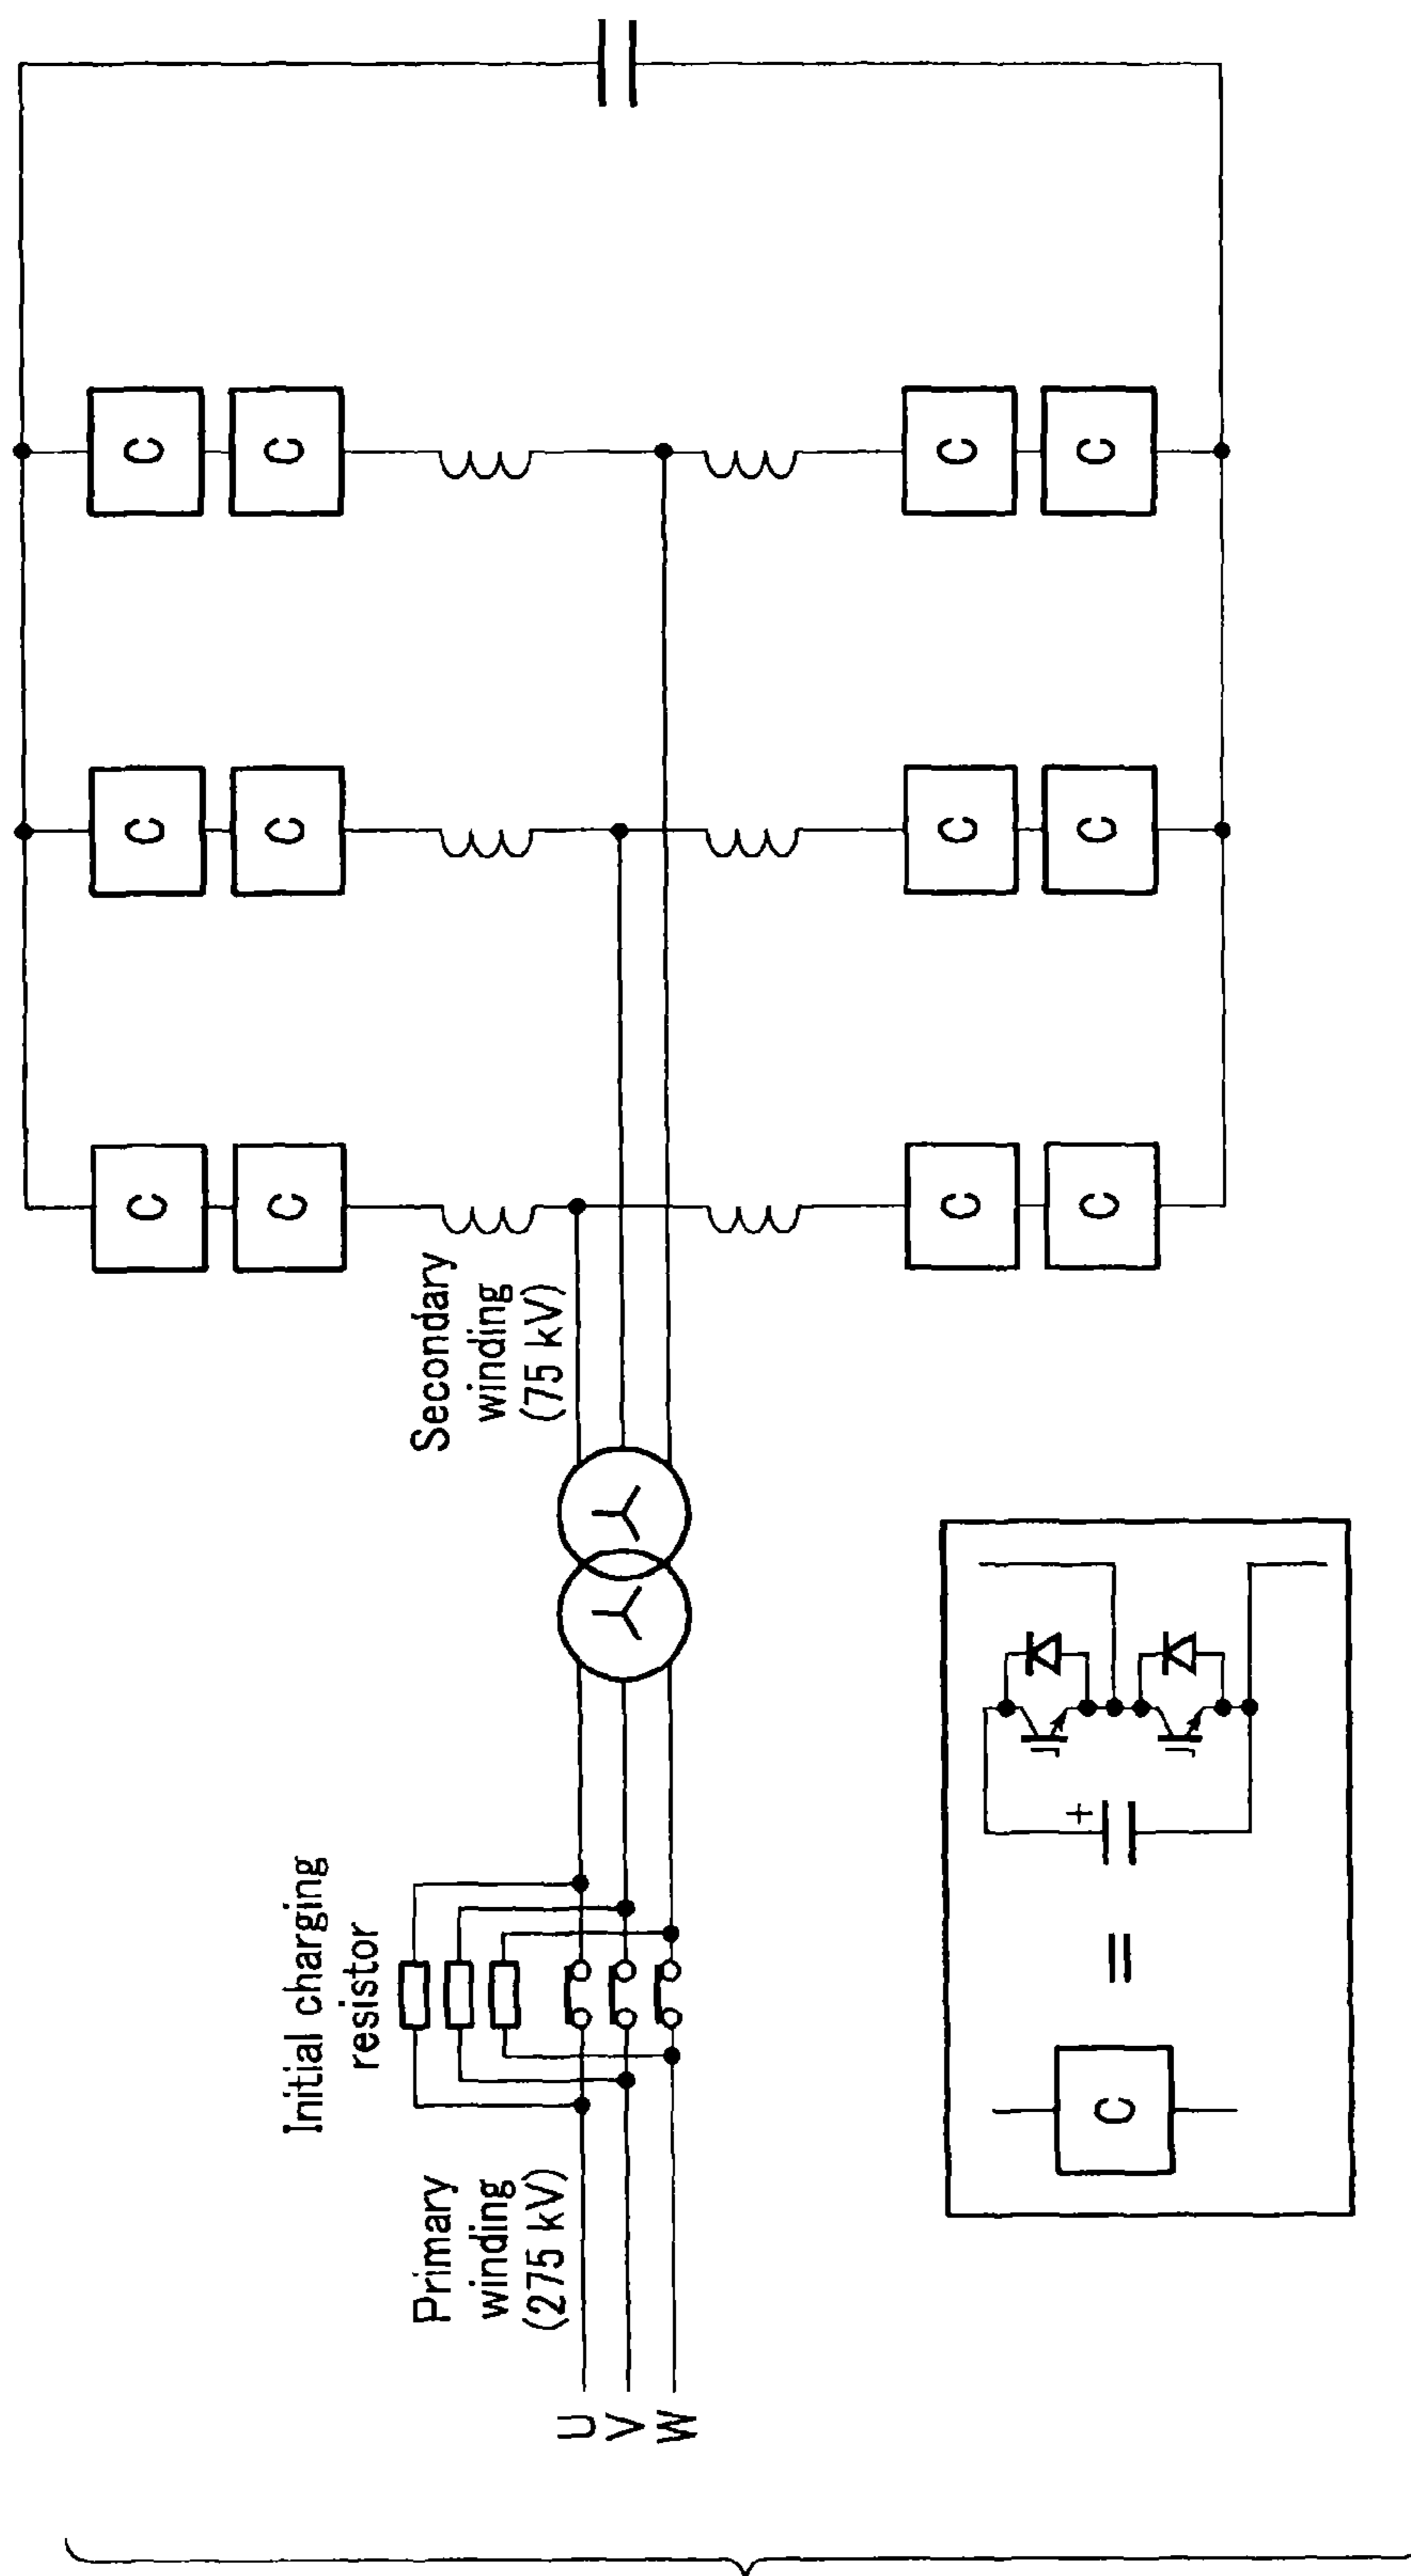 Initial charging
resistor
Primary
winding
(275 kV)
Secondary
winding
(75 kV)
U
V
W
C
C
C
C
C
C
C
C
C
C
C
C
+
C
=